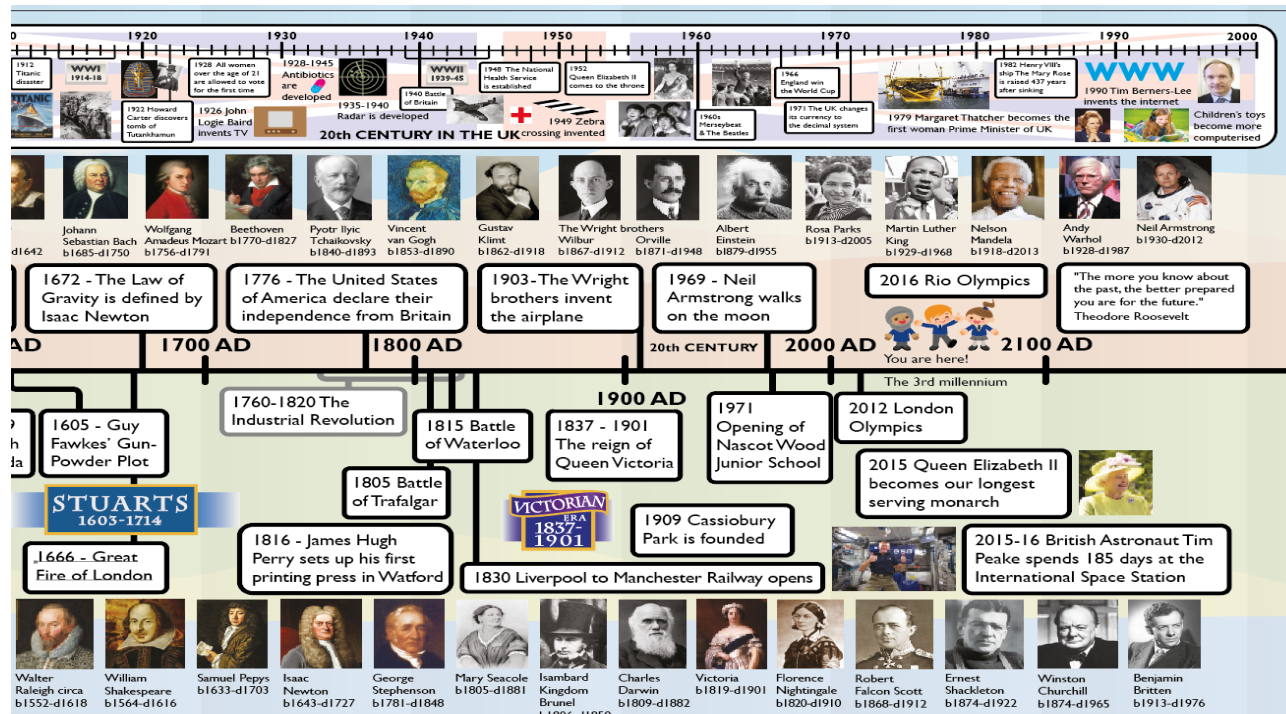 1920
1930
1940
1950
1960
1970
1980
1990
2000
1912
Titanic
disaster
TITANIC
WWI
1914-18
1928 All women
over the age of 21
are allowed to vote
for the first time
1922 Howard
Carter discovers
tomb of
Tutankhamun
1926 John
Logie Baird
invents TV
1928-1945
Antibiotics
are
developed
1935-1940
Radar is developed
WWII
1939-45
1940 Battle
of Britain
1948 The National
Health Service
is established
1949 Zebra
crossing invented
20th CENTURY IN THE UK
1952
Queen Elizabeth II
comes to the throne
1960s
Merseybeat
& The Beatles
1966
England win
the World Cup
1971 The UK changes
its currency to
the decimal system
1979 Margaret Thatcher becomes the
first woman Prime Minister of UK
1982 Henry VIII's
ship The Mary Rose
is raised 437 years
after sinking
WWW
1990 Tim Berners-Lee
invents the internet
Children's toys
become more
computerised
d1642
Johann
Sebastian Bach
b1685-d1750
Wolfgang
Amadeus Mozart
b1756-d1791
Beethoven
b1770-d1827
Pyotr Ilyic
Tchaikovsky
b1840-d1893
Vincent
van Gogh
b1853-d1890
Gustav
Klimt
b1862-d1918
The Wright brothers
Wilbur
b1867-d1912
Orville
b1871-d1948
Albert
Einstein
b1879-d1955
Rosa Parks
b1913-d2005
Martin Luther
King
b1929-d1968
Nelson
Mandela
b1918-d2013
Andy
Warhol
b1928-d1987
Neil Armstrong
b1930-d2012
1672 - The Law of
Gravity is defined by
Isaac Newton
1776 - The United States
of America declare their
independence from Britain
1903-The Wright
brothers invent
the airplane
1969 - Neil
Armstrong walks
on the moon
2016 Rio Olympics
"The more you know about
the past, the better prepared
you are for the future."
Theodore Roosevelt
AD
1700 AD
1800 AD
20th CENTURY
2000 AD
You are here!
2100 AD
The 3rd millennium
1900 AD
1605 - Guy
Fawkes' Gun-
Powder Plot
1760-1820 The
Industrial Revolution
1815 Battle
of Waterloo
1837 - 1901
The reign of
Queen Victoria
1971
Opening of
Nascot Wood
Junior School
2012 London
Olympics
1805 Battle
of Trafalgar
2015 Queen Elizabeth II
becomes our longest
serving monarch
STUARTS
1603-1714
VICTORIAN
ERA
1837-
1901
1909 Cassiobury
Park is founded
1666 - Great
Fire of London
1816 - James Hugh
Perry sets up his first
printing press in Watford
1830 Liverpool to Manchester Railway opens
2015-16 British Astronaut Tim
Peake spends 185 days at the
International Space Station
Walter
Raleigh circa
b1552-d1618
William
Shakespeare
b1564-d1616
Samuel Pepys
b1633-d1703
Isaac
Newton
b1643-d1727
George
Stephenson
b1781-d1848
Mary Seacole
b1805-d1881
Isambard
Kingdom
Brunel
Charles
Darwin
b1809-d1882
Victoria
b1819-d1901
Florence
Nightingale
b1820-d1910
Robert
Falcon Scott
b1868-d1912
Ernest
Shackleton
b1874-d1922
Winston
Churchill
b1874-d1965
Benjamin
Britten
b1913-d1976